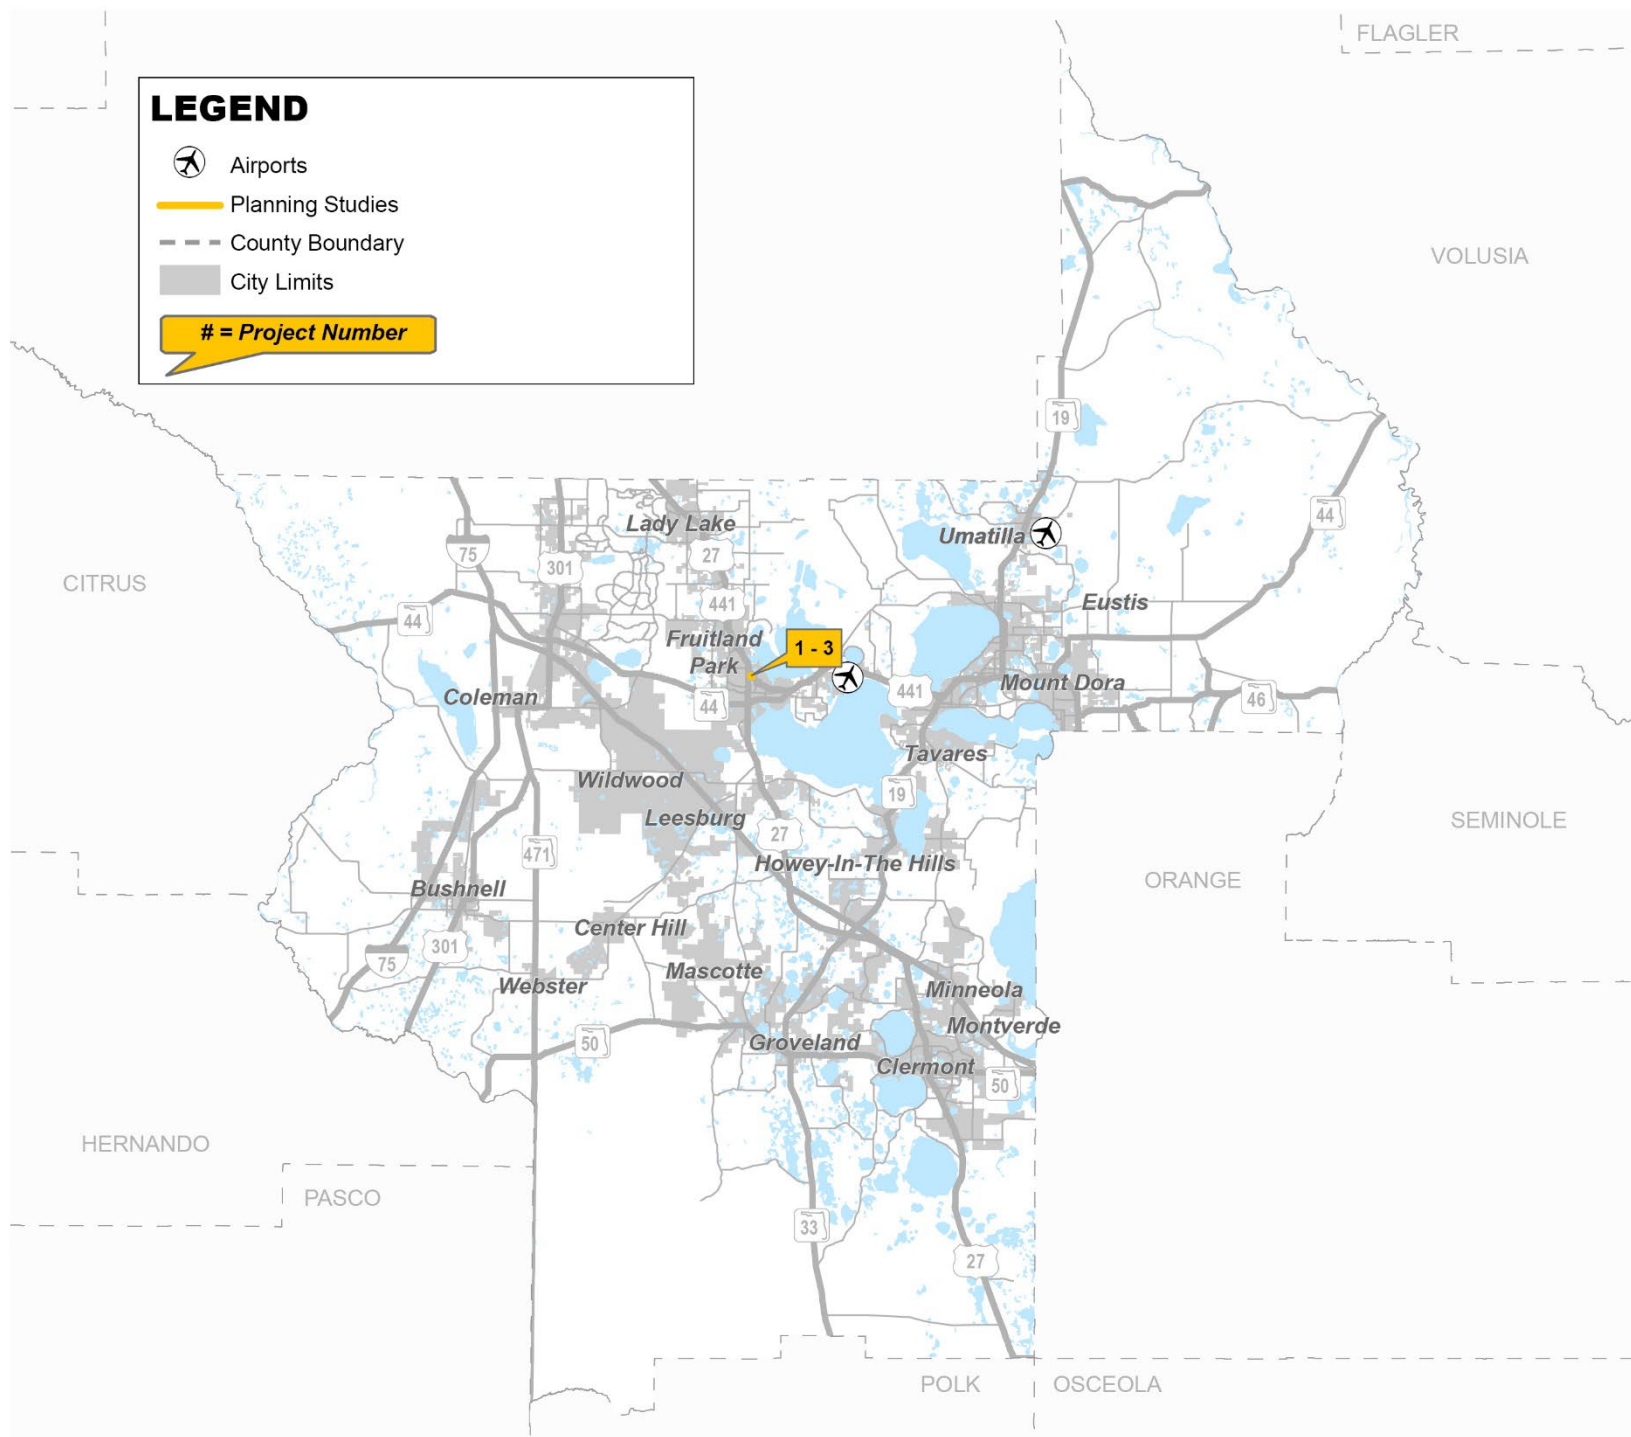 FLAGLER
LEGEND
Airports
Planning Studies
County Boundary
City Limits
# = Project Number
VOLUSIA
19
44
Lady Lake
Umatilla
75
27
301
CITRUS
441
Eustis
44
Fruitland
Park
1 - 3
Mount Dora
441
46
Coleman
44
Tavares
Wildwood
19
Leesburg
SEMINOLE
27
471
Howey-In-The Hills
ORANGE
Bushnell
Center Hill
301
75
Mascotte
Webster
Minneola
Montverde
50
Groveland
Clermont
50
HERNANDO
PASCO
33
27
POLK
OSCEOLA